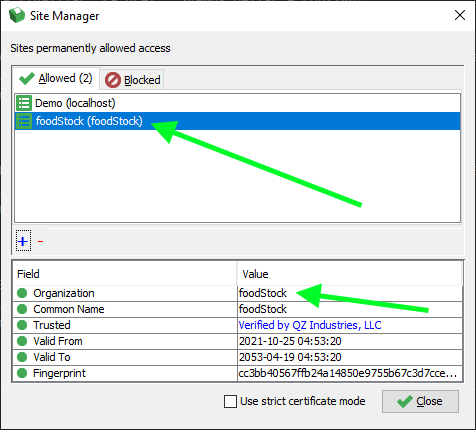 Site Manager
Sites permanently allowed access
Allowed (2) Blocked
Demo (localhost)
foodStock (foodStock)
+ -
Field Value
Organization foodStock
Common Name foodStock
Trusted Verified by QZ Industries, LLC
Valid From 2021-10-25 04:53:20
Valid To 2053-04-19 04:53:20
Fingerprint cc3bb40567ffb24a14850e9755b67c3d7cce...
Use strict certificate mode Close